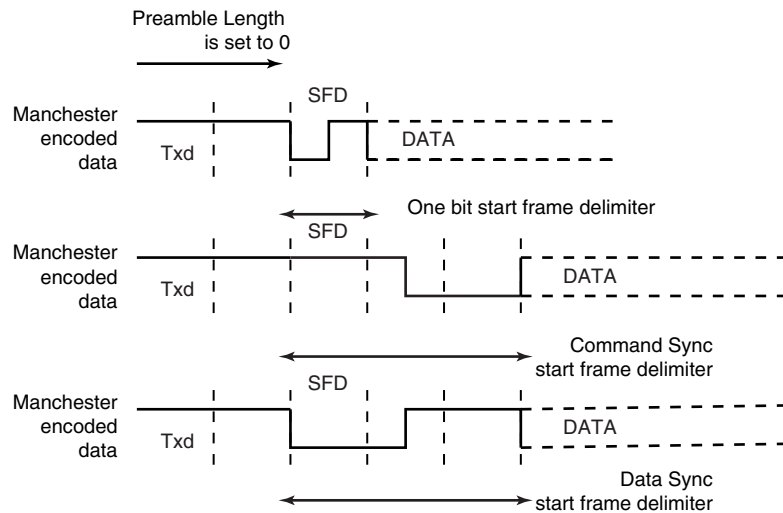 Preamble Length
is set to 0
SFD
Manchester
encoded
data
Txd
DATA
One bit start frame delimiter
SFD
Manchester
encoded
data
Txd
DATA
Command Sync
start frame delimiter
SFD
Manchester
encoded
data
Txd
DATA
Data Sync
start frame delimiter